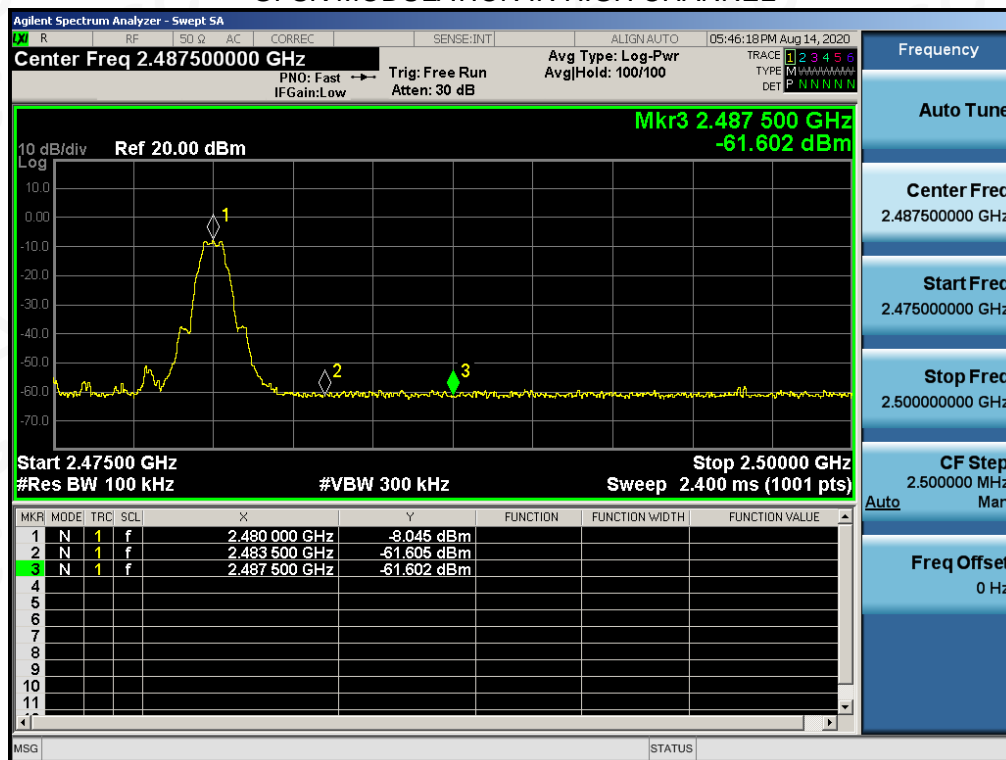 Agilent Spectrum Analyzer - Swept SA
LXI R RF 50 Ω AC CORREC SENSE:INT ALIGN AUTO 05:46:18 PM Aug 14, 2020
Center Freq 2.487500000 GHz
PNO: Fast
IFGain:Low
Trig: Free Run
Atten: 30 dB
Avg Type: Log-Pwr
Avg|Hold: 100/100
TRACE 1 2 3 4 5 6
TYPE M
DET P N N N N N
Mkr3 2.487 500 GHz
-61.602 dBm
10 dB/div Ref 20.00 dBm
Log
10.0
0.00
-10.0
-20.0
-30.0
-40.0
-50.0
-60.0
-70.0
1
2
3
Start 2.47500 GHz Stop 2.50000 GHz
#Res BW 100 kHz #VBW 300 kHz Sweep 2.400 ms (1001 pts)
MKR MODE TRC SCL X Y FUNCTION FUNCTION WIDTH FUNCTION VALUE
1 N 1 f 2.480 000 GHz -8.045 dBm
2 N 1 f 2.483 500 GHz -61.605 dBm
3 N 1 f 2.487 500 GHz -61.602 dBm
4
5
6
7
8
9
10
11
MSG STATUS
Frequency
Auto Tune
Center Freq
2.487500000 GHz
Start Freq
2.475000000 GHz
Stop Freq
2.500000000 GHz
CF Step
2.500000 MHz
Auto Man
Freq Offset
0 Hz